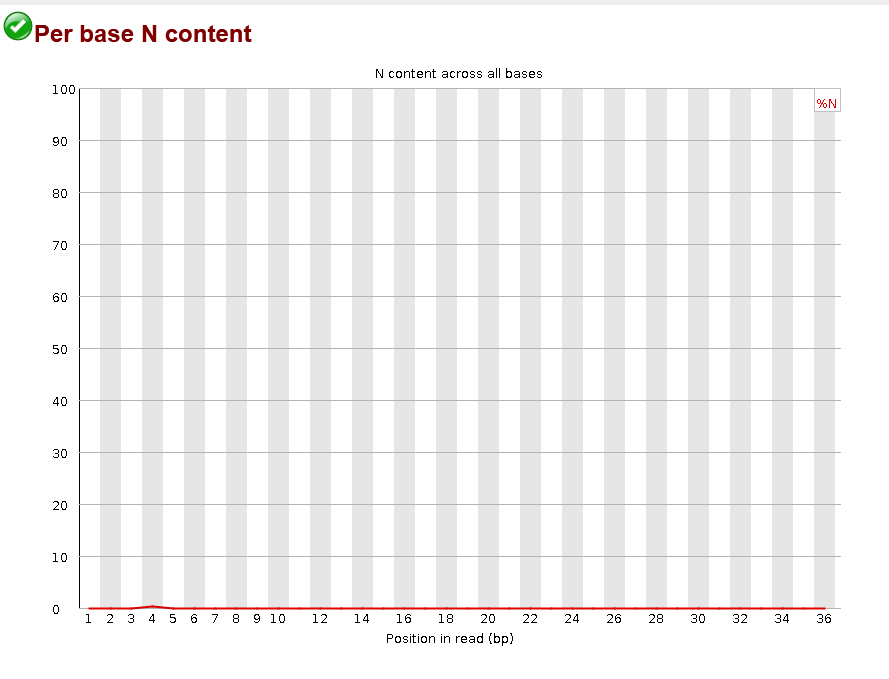 Per base N content
N content across all bases
%N
100
90
80
70
60
50
40
30
20
10
0
1 2 3 4 5 6 7 8 9 10 12 14 16 18 20 22 24 26 28 30 32 34 36
Position in read (bp)